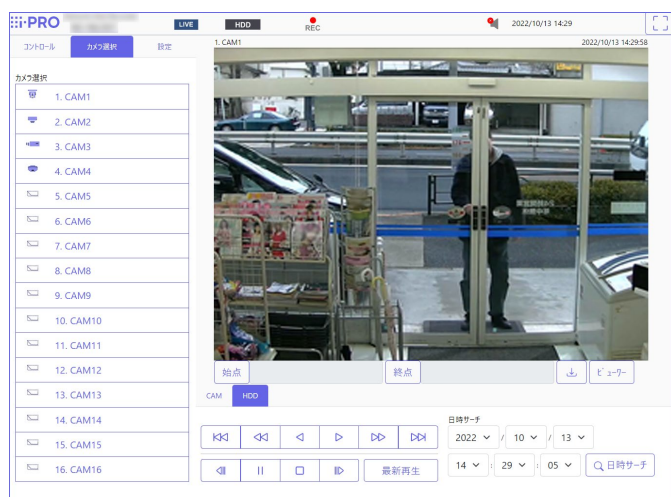 i-PRO
LIVE
HDD
REC
2022/10/13 14:29
コントロール
カメラ選択
設定
1. CAM1
2022/10/13 14:29:58
カメラ選択
1. CAM1
2. CAM2
3. CAM3
4. CAM4
5. CAM5
6. CAM6
7. CAM7
8. CAM8
9. CAM9
10. CAM10
11. CAM11
12. CAM12
13. CAM13
14. CAM14
15. CAM15
16. CAM16
始点
終点
ビューワー
CAM
HDD
最新再生
日時サーチ
2022 / 10 / 13
14 : 29 : 05
日時サーチ